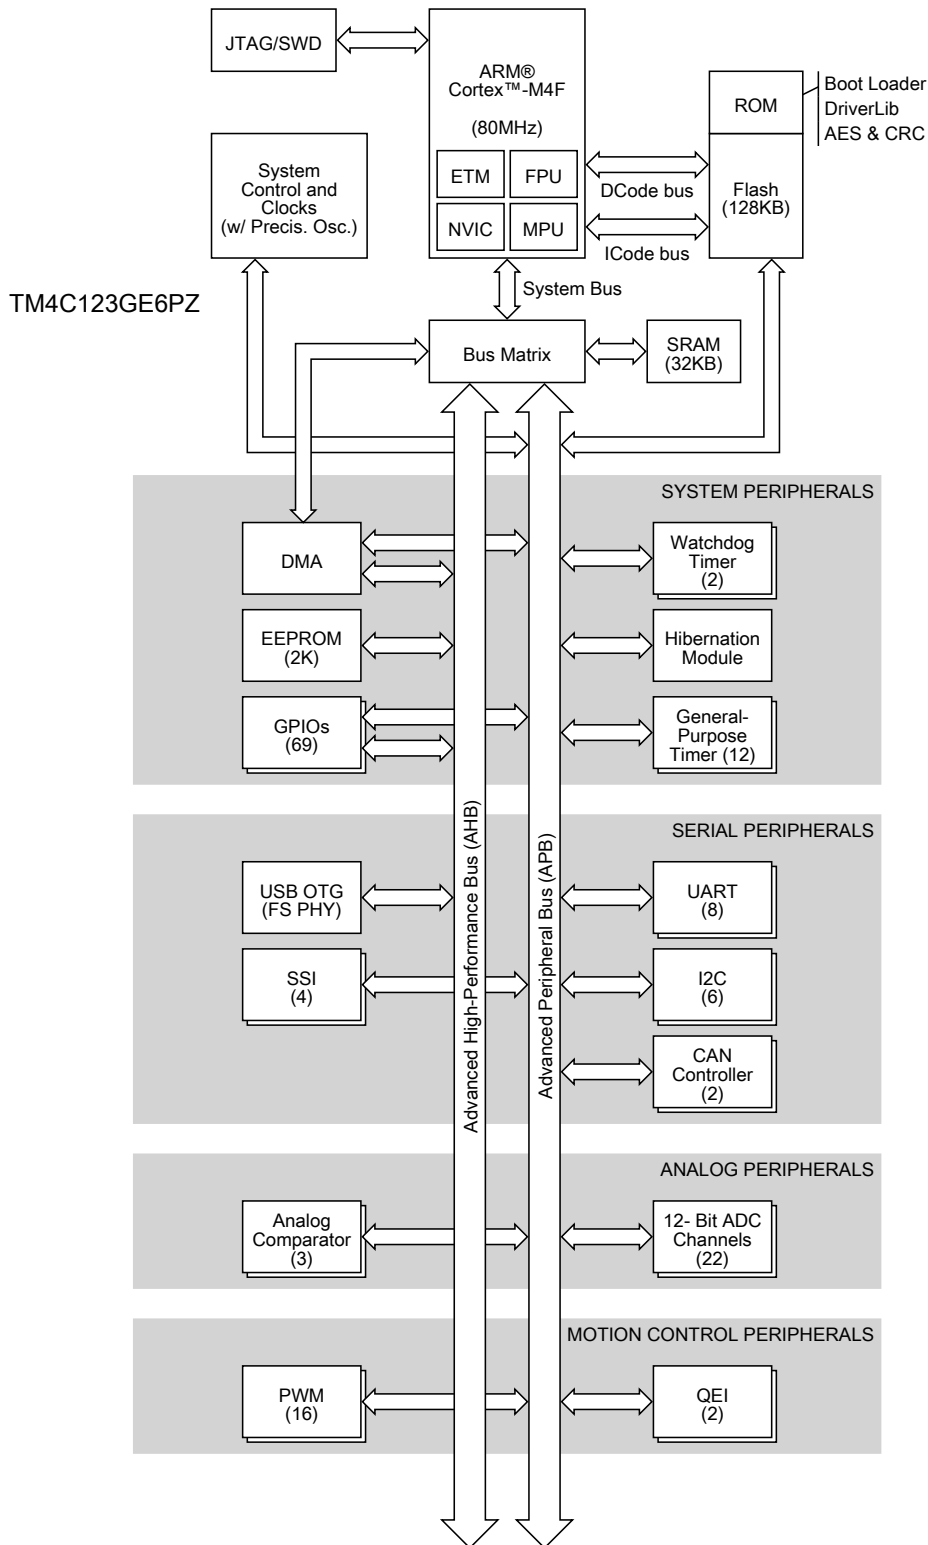 JTAG/SWD
ARM®
Cortex™-M4F
(80MHz)
ETM
FPU
NVIC
MPU
ROM
Boot Loader
DriverLib
AES & CRC
Flash
(128KB)
DCode bus
ICode bus
System
Control and
Clocks
(w/ Precis. Osc.)
TM4C123GE6PZ
System Bus
Bus Matrix
SRAM
(32KB)
SYSTEM PERIPHERALS
DMA
Watchdog
Timer
(2)
EEPROM
(2K)
Hibernation
Module
GPIOs
(69)
General-
Purpose
Timer (12)
Advanced High-Performance Bus (AHB)
Advanced Peripheral Bus (APB)
SERIAL PERIPHERALS
USB OTG
(FS PHY)
UART
(8)
SSI
(4)
I2C
(6)
CAN
Controller
(2)
ANALOG PERIPHERALS
Analog
Comparator
(3)
12- Bit ADC
Channels
(22)
MOTION CONTROL PERIPHERALS
PWM
(16)
QEI
(2)